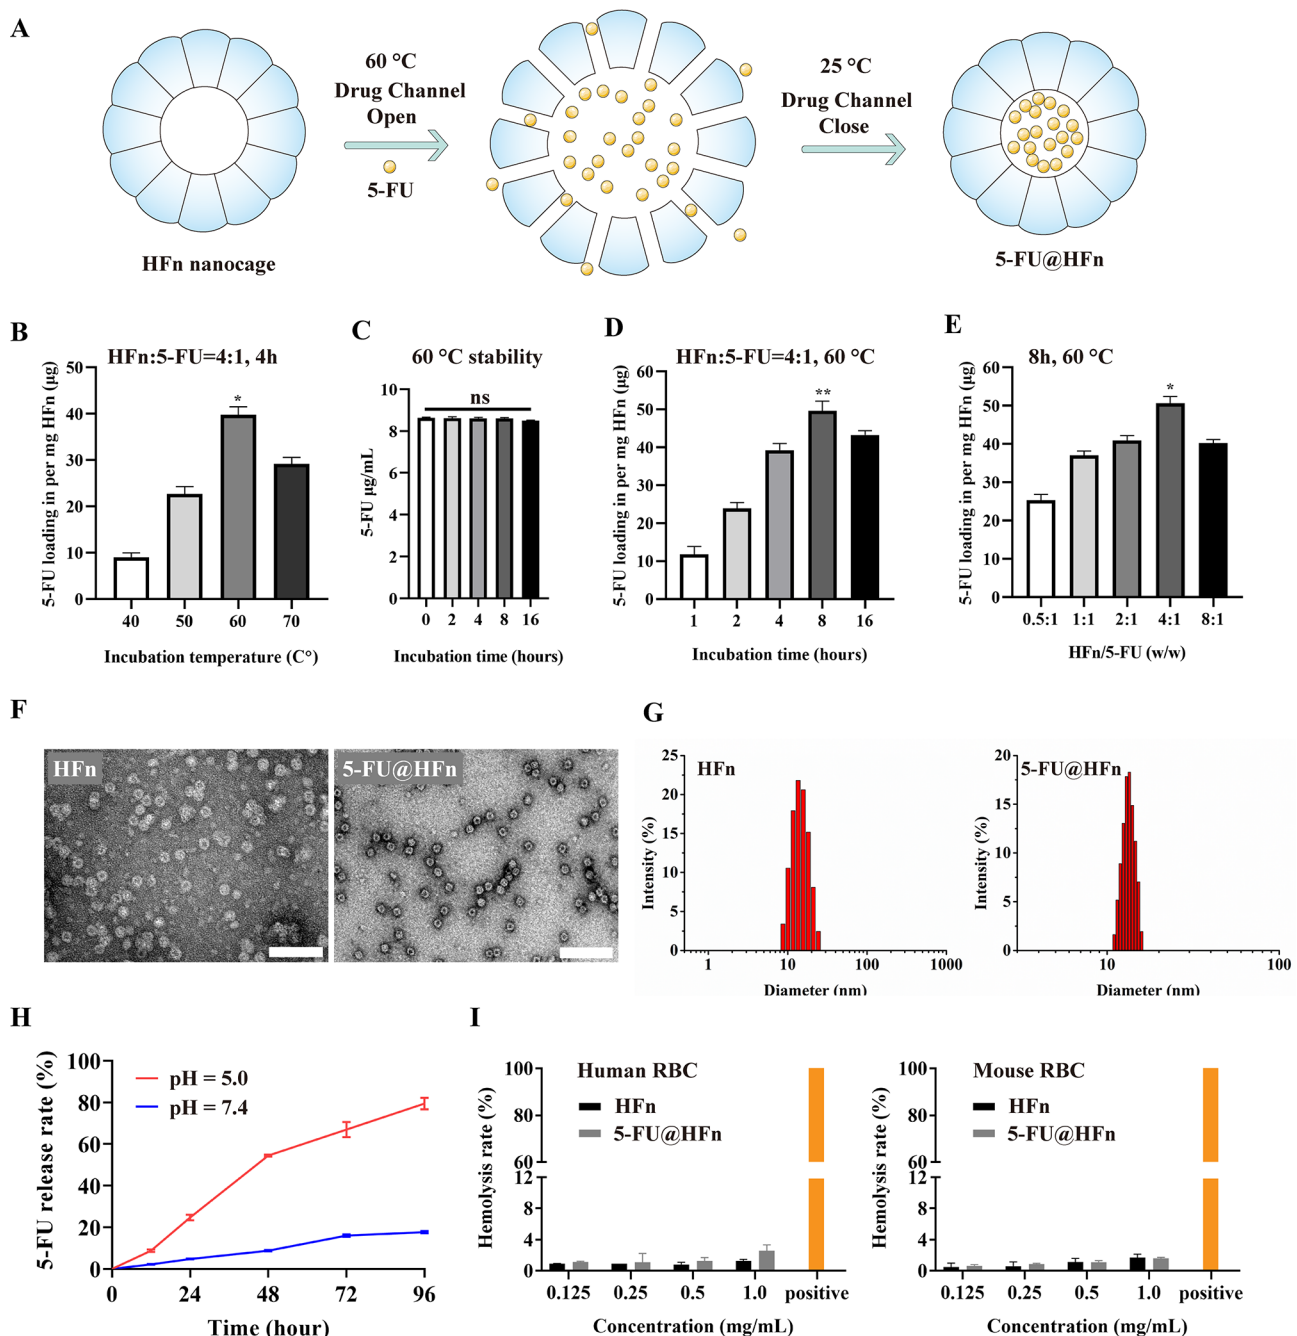 A
60 °C
Drug Channel
Open
5-FU
25 °C
Drug Channel
Close
HFn nanocage
5-FU@HFn
B
HFn:5-FU=4:1, 4h
5-FU loading in per mg HFn (μg)
50
40
30
20
10
0
*
40 50 60 70
Incubation temperature (C°)
C
60 °C stability
5-FU μg/mL
10
8
6
4
2
0
ns
0 2 4 8 16
Incubation time (hours)
D
HFn:5-FU=4:1, 60 °C
5-FU loading in per mg HFn (μg)
60
50
40
30
20
10
0
**
1 2 4 8 16
Incubation time (hours)
E
8h, 60 °C
5-FU loading in per mg HFn (μg)
60
50
40
30
20
10
0
*
0.5:1 1:1 2:1 4:1 8:1
HFn/5-FU (w/w)
F
HFn
5-FU@HFn
G
HFn
Intensity (%)
25
20
15
10
5
0
1 10 100 1000
Diameter (nm)
5-FU@HFn
Intensity (%)
20
15
10
5
0
10 100
Diameter (nm)
H
5-FU release rate (%)
100
80
60
40
20
0
pH = 5.0
pH = 7.4
0 24 48 72 96
Time (hour)
I
Human RBC
HFn
5-FU@HFn
Hemolysis rate (%)
100
80
60
12
8
4
0
0.125 0.25 0.5 1.0 positive
Concentration (mg/mL)
Mouse RBC
HFn
5-FU@HFn
Hemolysis rate (%)
100
80
60
12
8
4
0
0.125 0.25 0.5 1.0 positive
Concentration (mg/mL)